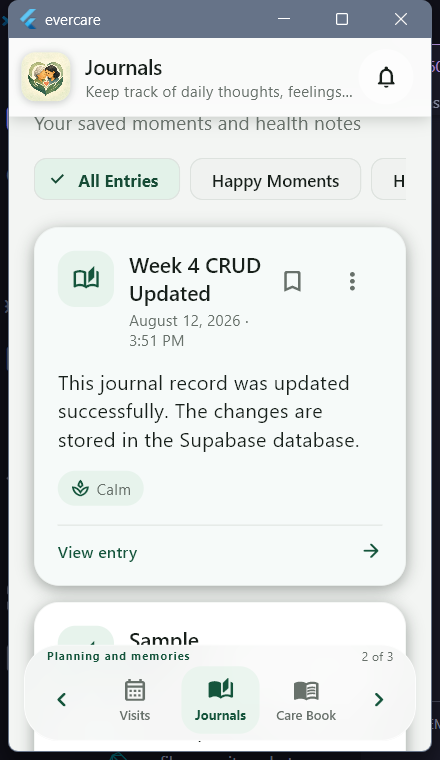 evercare
Journals
Keep track of daily thoughts, feelings...
Your saved moments and health notes
All Entries
Happy Moments
H
Week 4 CRUD
Updated
August 12, 2026 ·
3:51 PM
This journal record was updated
successfully. The changes are
stored in the Supabase database.
Calm
View entry
Sample
Planning and memories
2 of 3
Visits
Journals
Care Book